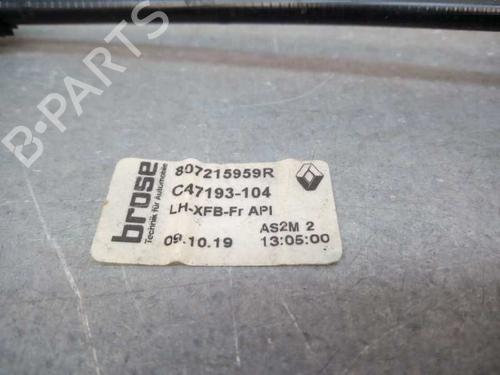 B-PARTS
brose
Technik für Automobile
807215959R
C47193-104
LH-XFB-Fr API
AS2M 2
09.10.19
13:05:00